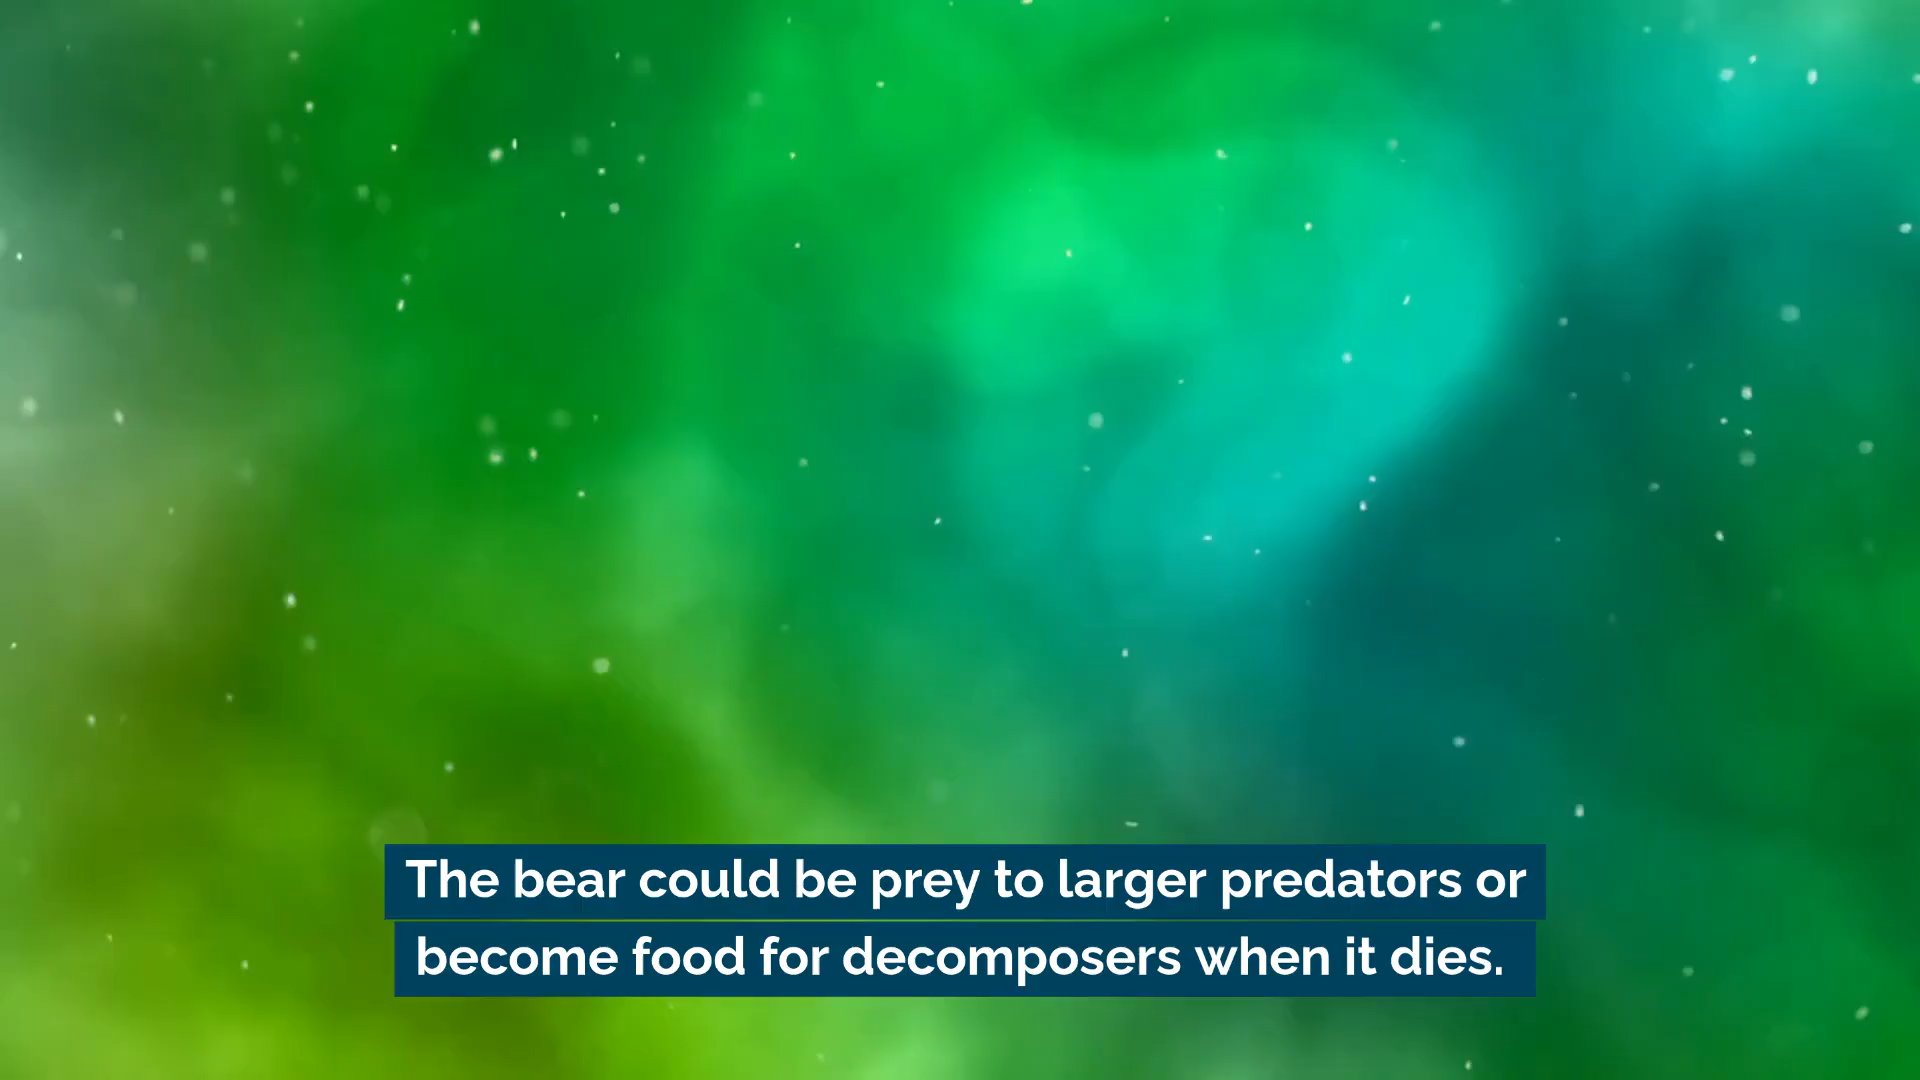 The bear could be prey to larger predators or
become food for decomposers when it dies.